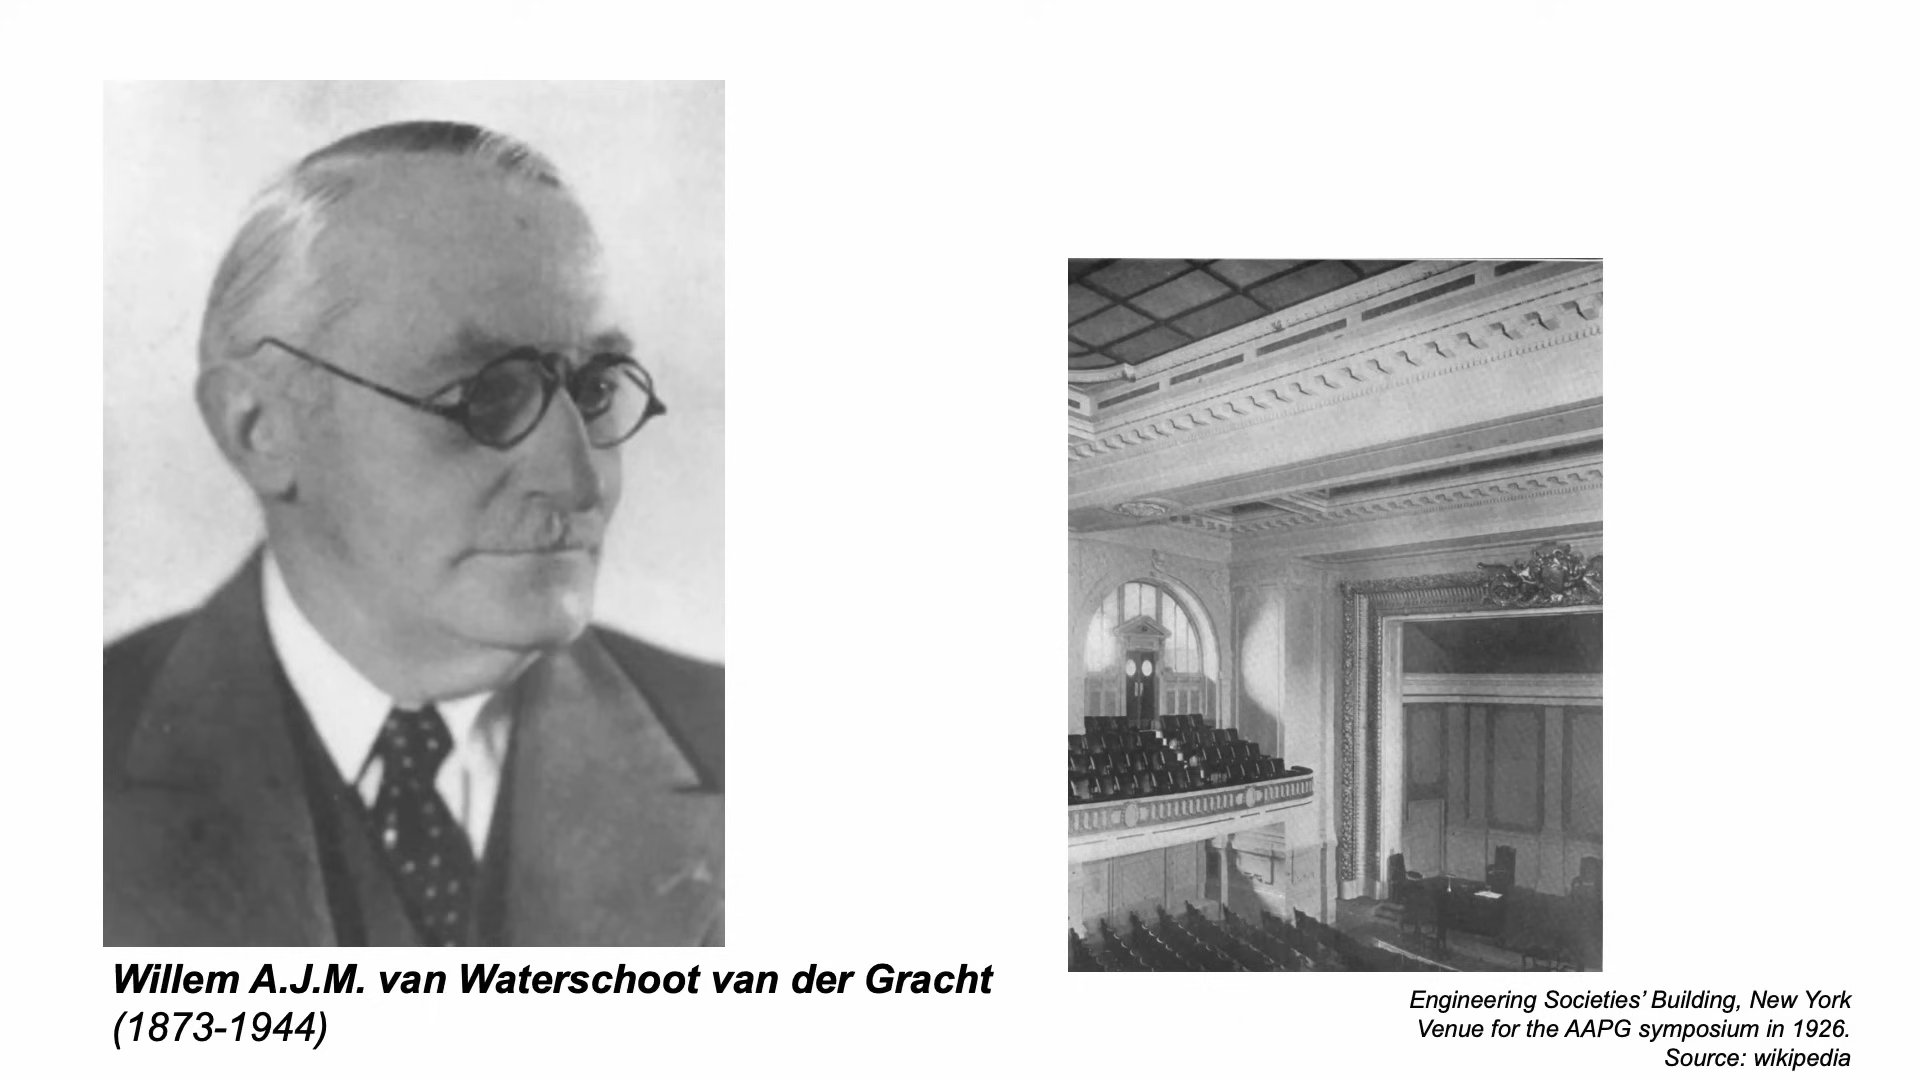 Willem A.J.M. van Waterschoot van der Gracht
(1873-1944)
Engineering Societies’ Building, New York
Venue for the AAPG symposium in 1926.
Source: wikipedia